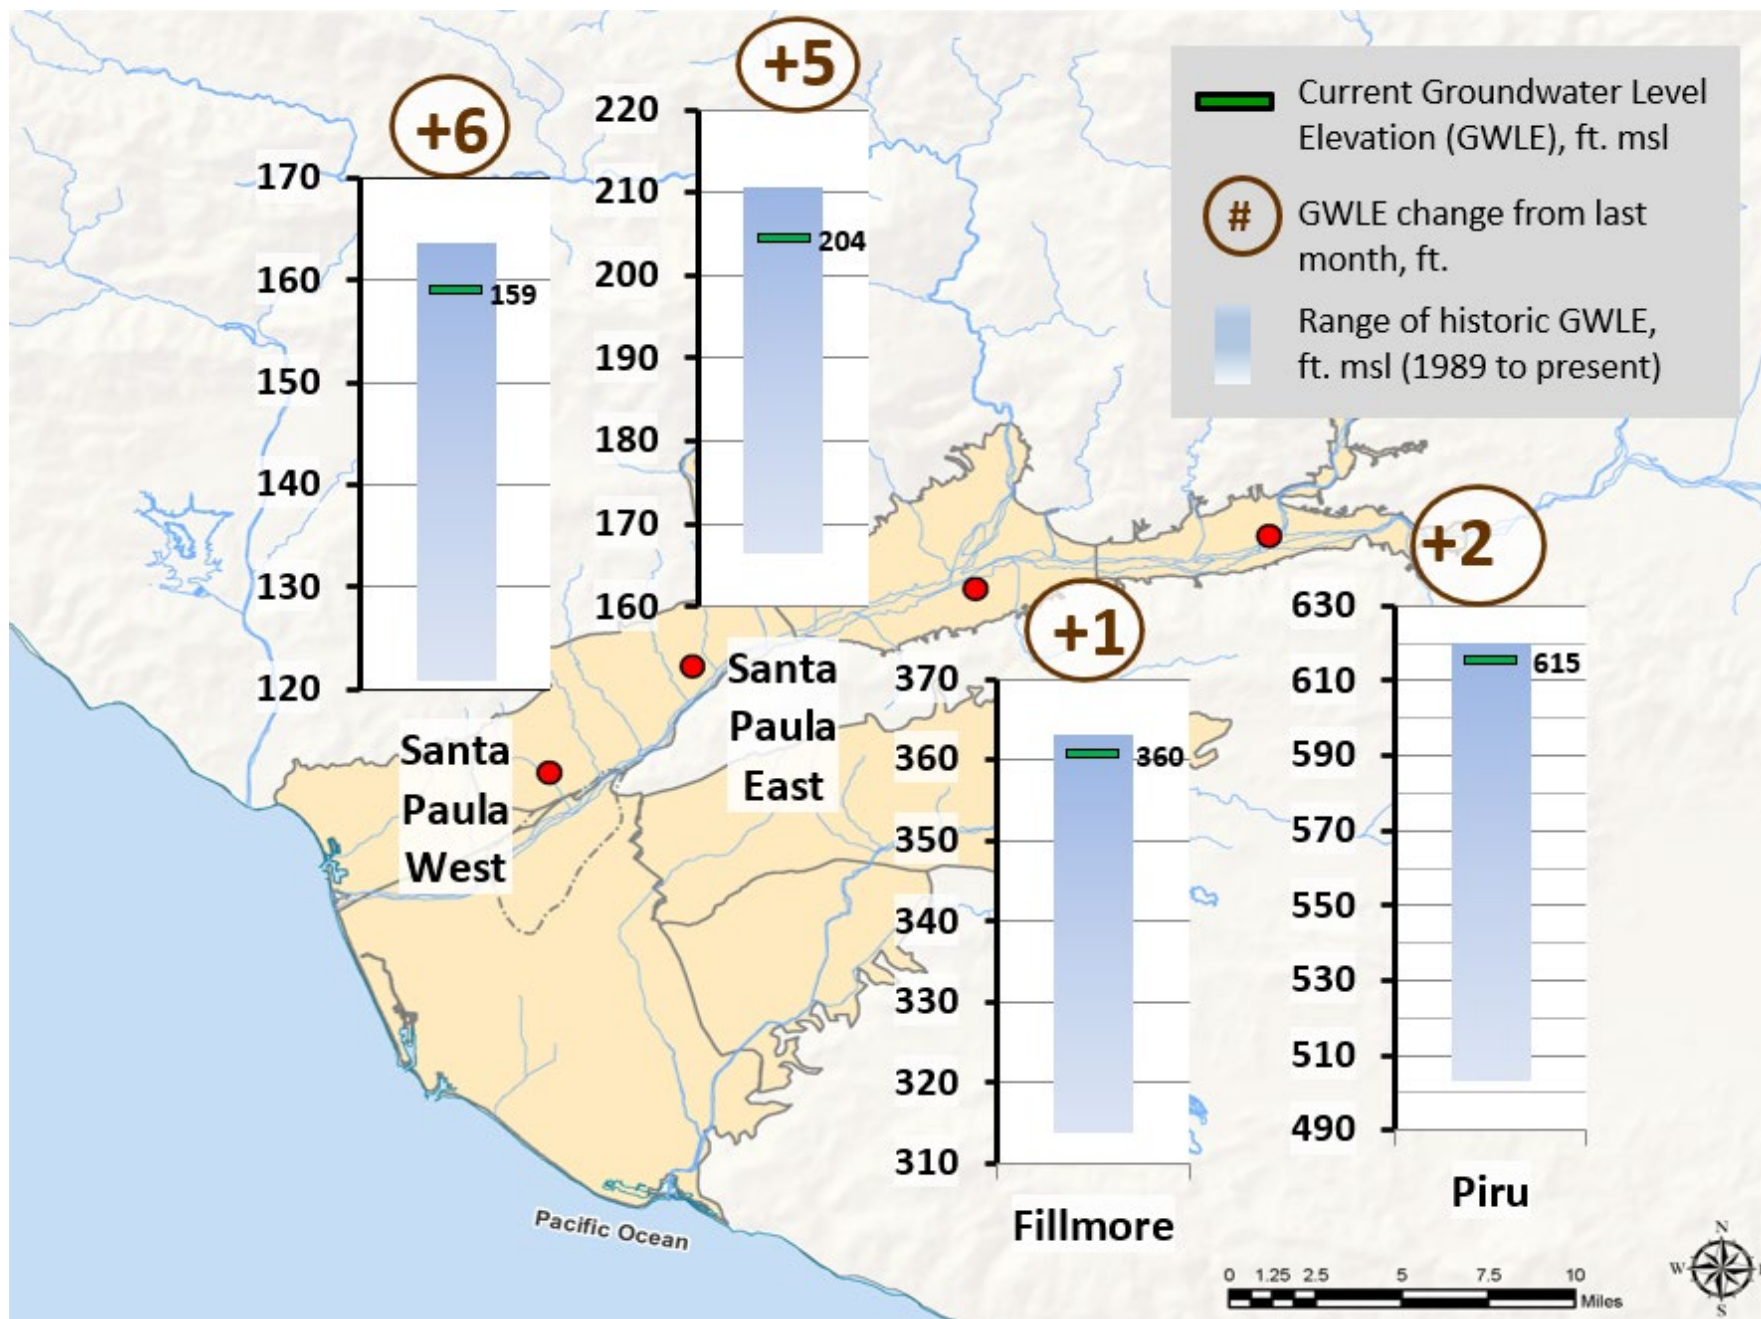 +6
170
160
150
140
130
120
159
Santa
Paula
West
+5
220
210
200
190
180
170
160
204
Santa
Paula
East
+1
370
360
350
340
330
320
310
360
Fillmore
+2
630
610
590
570
550
530
510
490
615
Piru
Current Groundwater Level
Elevation (GWLE), ft. msl
# GWLE change from last
month, ft.
Range of historic GWLE,
ft. msl (1989 to present)
Pacific Ocean
0 1.25 2.5 5 7.5 10
Miles
N
W
S